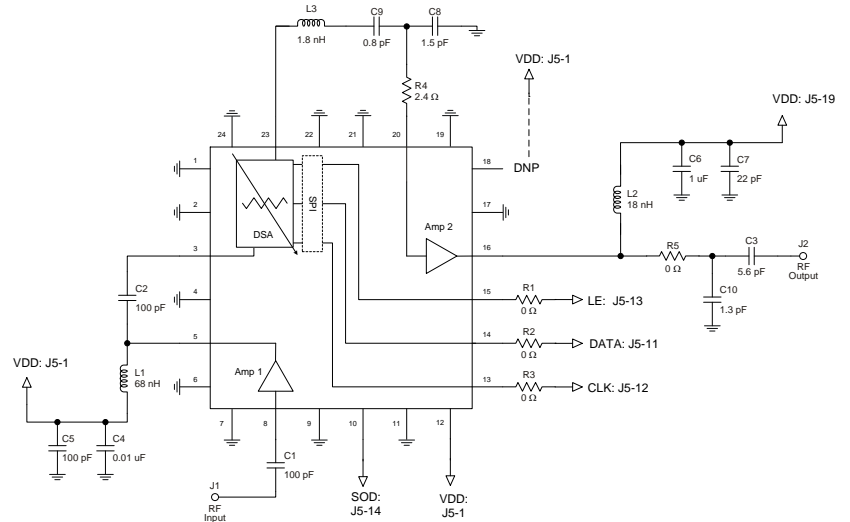 L3
1.8 nH
C9
0.8 pF
C8
1.5 pF
R4
2.4 Ω
VDD: J5-1
VDD: J5-19
24
23
22
21
20
19
C6
1 uF
C7
22 pF
1
2
3
4
5
6
DSA
SPI
Amp 2
18
DNP
17
16
15
14
13
L2
18 nH
R5
0 Ω
C3
5.6 pF
J2
RF
Output
C10
1.3 pF
C2
100 pF
R1
0 Ω
LE: J5-13
R2
0 Ω
DATA: J5-11
R3
0 Ω
CLK: J5-12
VDD: J5-1
L1
68 nH
Amp 1
C5
100 pF
C4
0.01 uF
7
8
9
10
11
12
C1
100 pF
J1
RF
Input
SOD:
J5-14
VDD:
J5-1